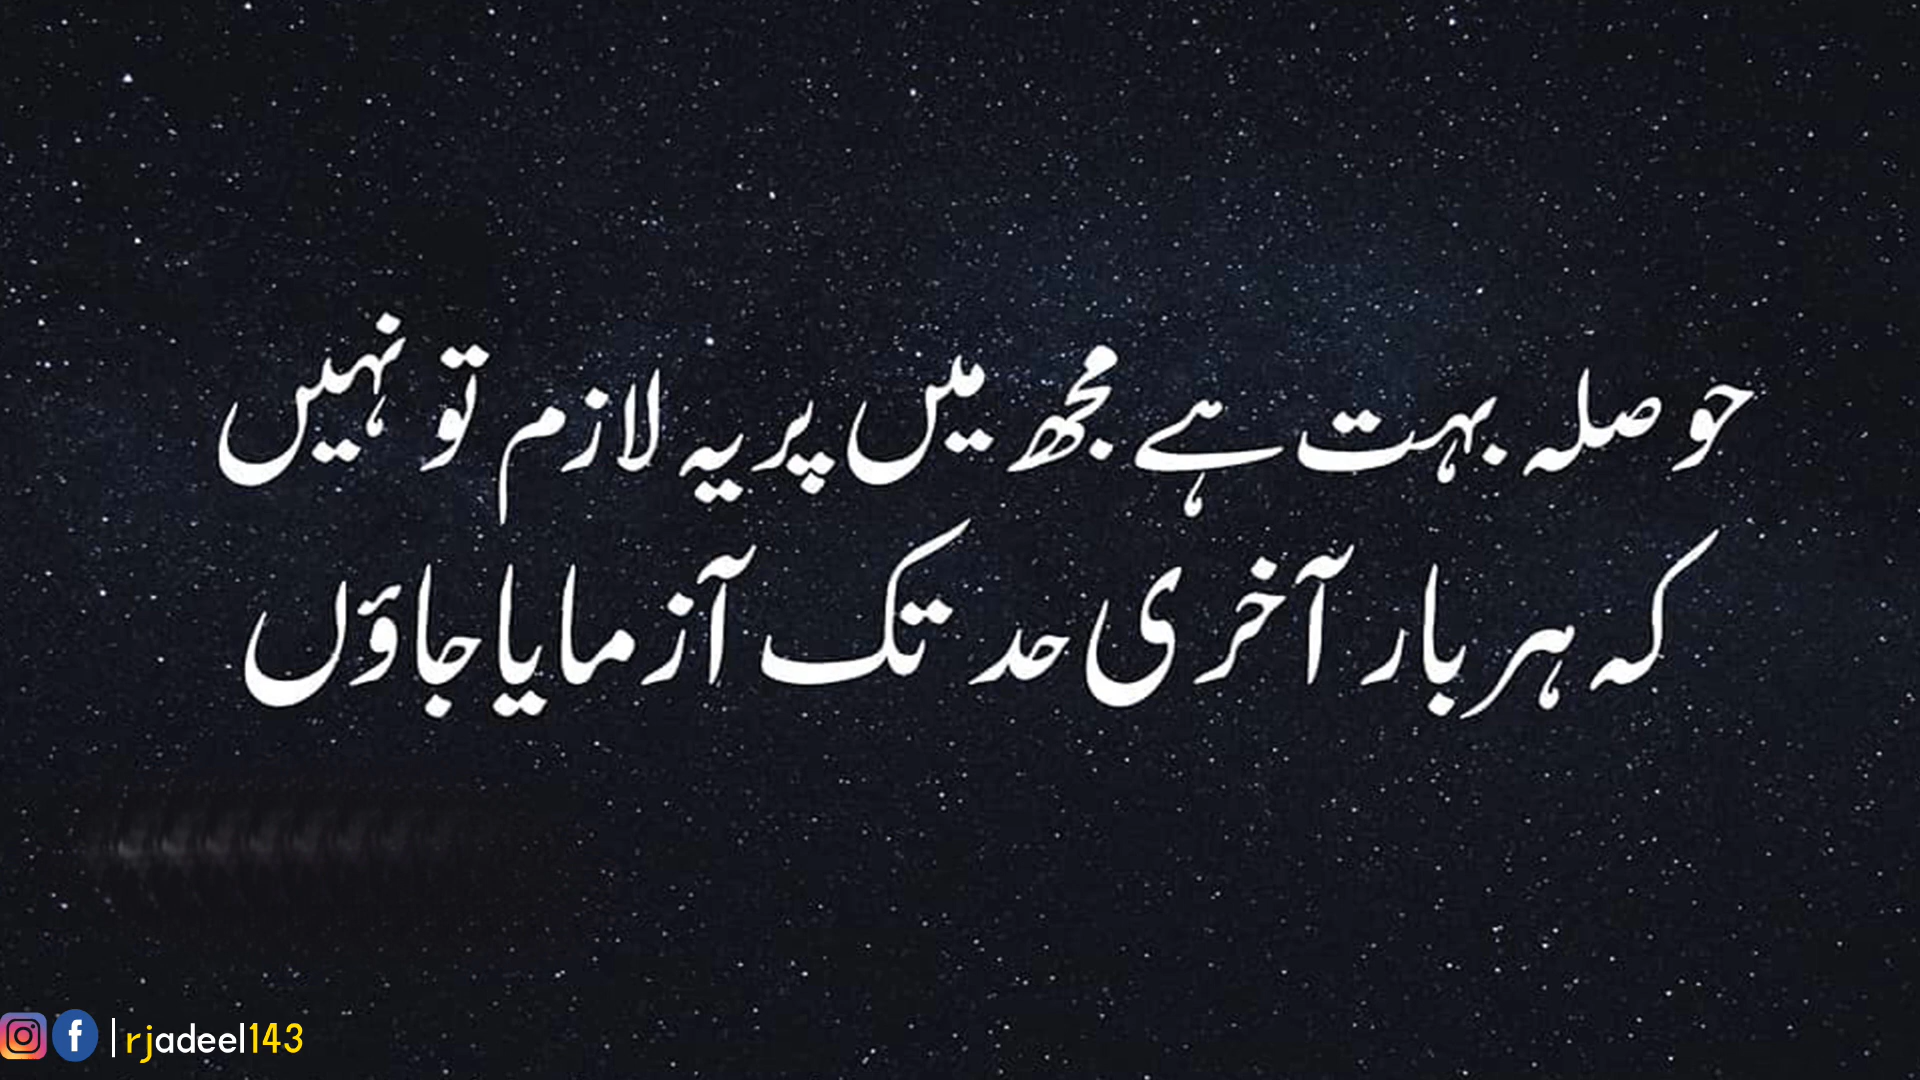 حوصلہ بہت ہے مجھ میں پر یہ لازم تو نہیں
کہ ہر بار آخری حد تک آزمایا جاؤں
rjadeel143